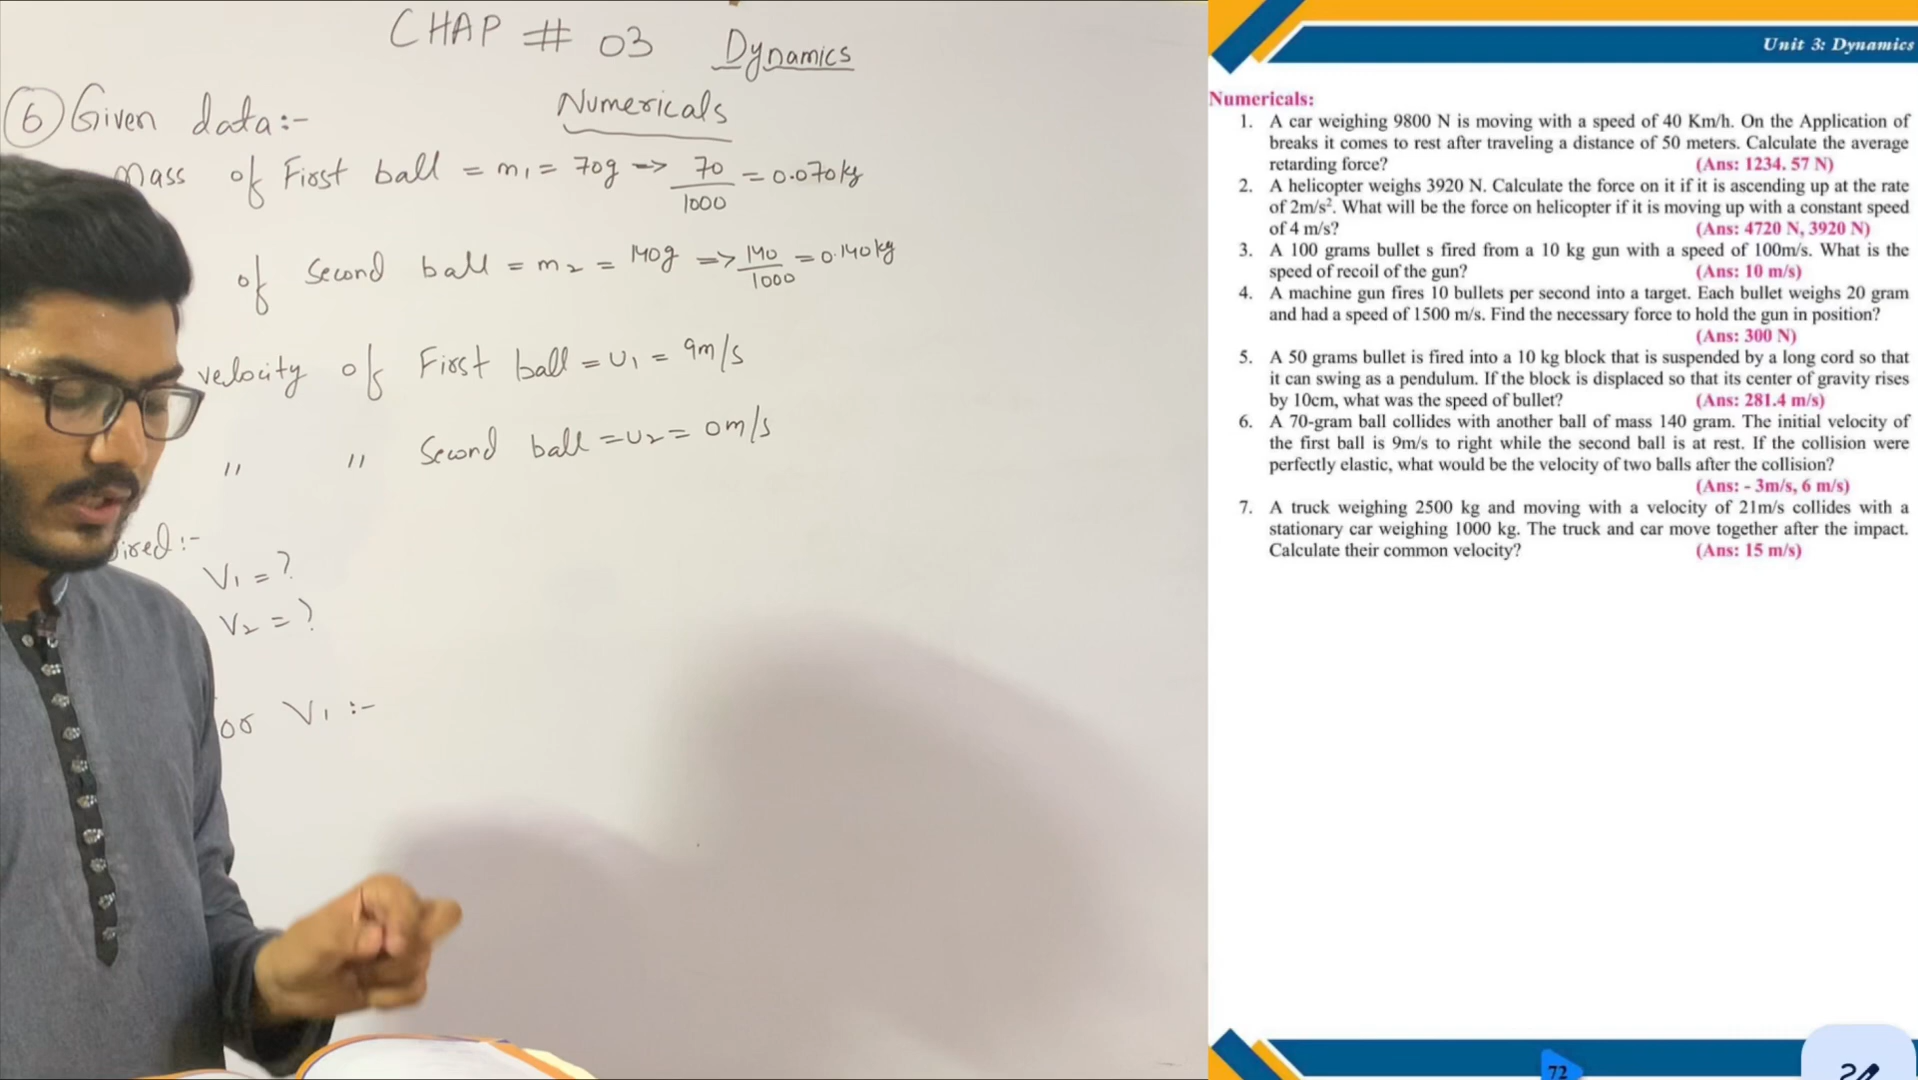 CHAP # 03 Dynamics
Numericals
6 Given data:-
Mass of First ball = m1 = 70g => 70/1000 = 0.070kg
of Second ball = m2 = 140g => 140/1000 = 0.140kg
velocity of First ball = U1 = 9m/s
" " Second ball = U2 = 0m/s
V1 = ?
V2 = ?
V1 :-
Unit 3: Dynamics
Numericals:
1. A car weighing 9800 N is moving with a speed of 40 Km/h. On the Application of
breaks it comes to rest after traveling a distance of 50 meters. Calculate the average
retarding force? (Ans: 1234. 57 N)
2. A helicopter weighs 3920 N. Calculate the force on it if it is ascending up at the rate
of 2m/s². What will be the force on helicopter if it is moving up with a constant speed
of 4 m/s? (Ans: 4720 N, 3920 N)
3. A 100 grams bullet s fired from a 10 kg gun with a speed of 100m/s. What is the
speed of recoil of the gun? (Ans: 10 m/s)
4. A machine gun fires 10 bullets per second into a target. Each bullet weighs 20 gram
and had a speed of 1500 m/s. Find the necessary force to hold the gun in position?
(Ans: 300 N)
5. A 50 grams bullet is fired into a 10 kg block that is suspended by a long cord so that
it can swing as a pendulum. If the block is displaced so that its center of gravity rises
by 10cm, what was the speed of bullet? (Ans: 281.4 m/s)
6. A 70-gram ball collides with another ball of mass 140 gram. The initial velocity of
the first ball is 9m/s to right while the second ball is at rest. If the collision were
perfectly elastic, what would be the velocity of two balls after the collision?
(Ans: - 3m/s, 6 m/s)
7. A truck weighing 2500 kg and moving with a velocity of 21m/s collides with a
stationary car weighing 1000 kg. The truck and car move together after the impact.
Calculate their common velocity? (Ans: 15 m/s)
72